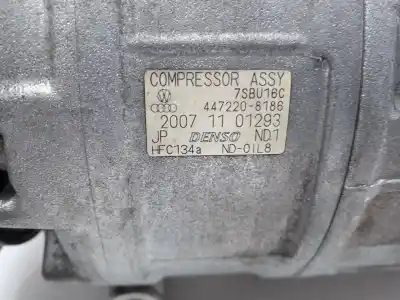 COMPRESSOR ASSY
7SBU16C
447220-8186
2007 11 01293
JP DENSO ND1
HFC134a ND-OIL8